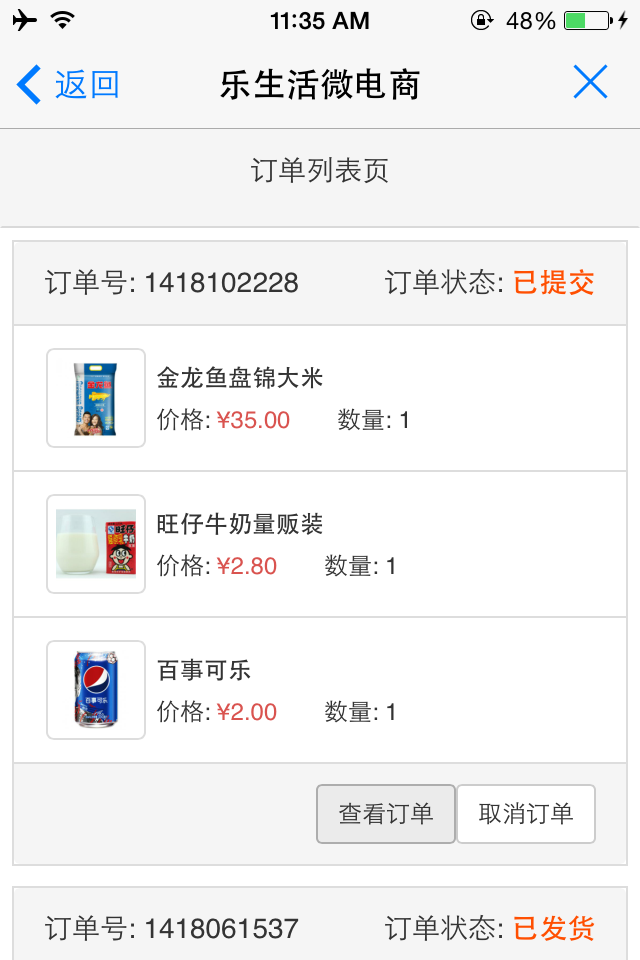 11:35 AM
48%
返回
乐生活微电商
订单列表页
订单号: 1418102228
订单状态: 已提交
金龙鱼盘锦大米
价格: ¥35.00
数量: 1
旺仔牛奶量贩装
价格: ¥2.80
数量: 1
百事可乐
百事可乐
价格: ¥2.00
数量: 1
查看订单
取消订单
订单号: 1418061537
订单状态: 已发货